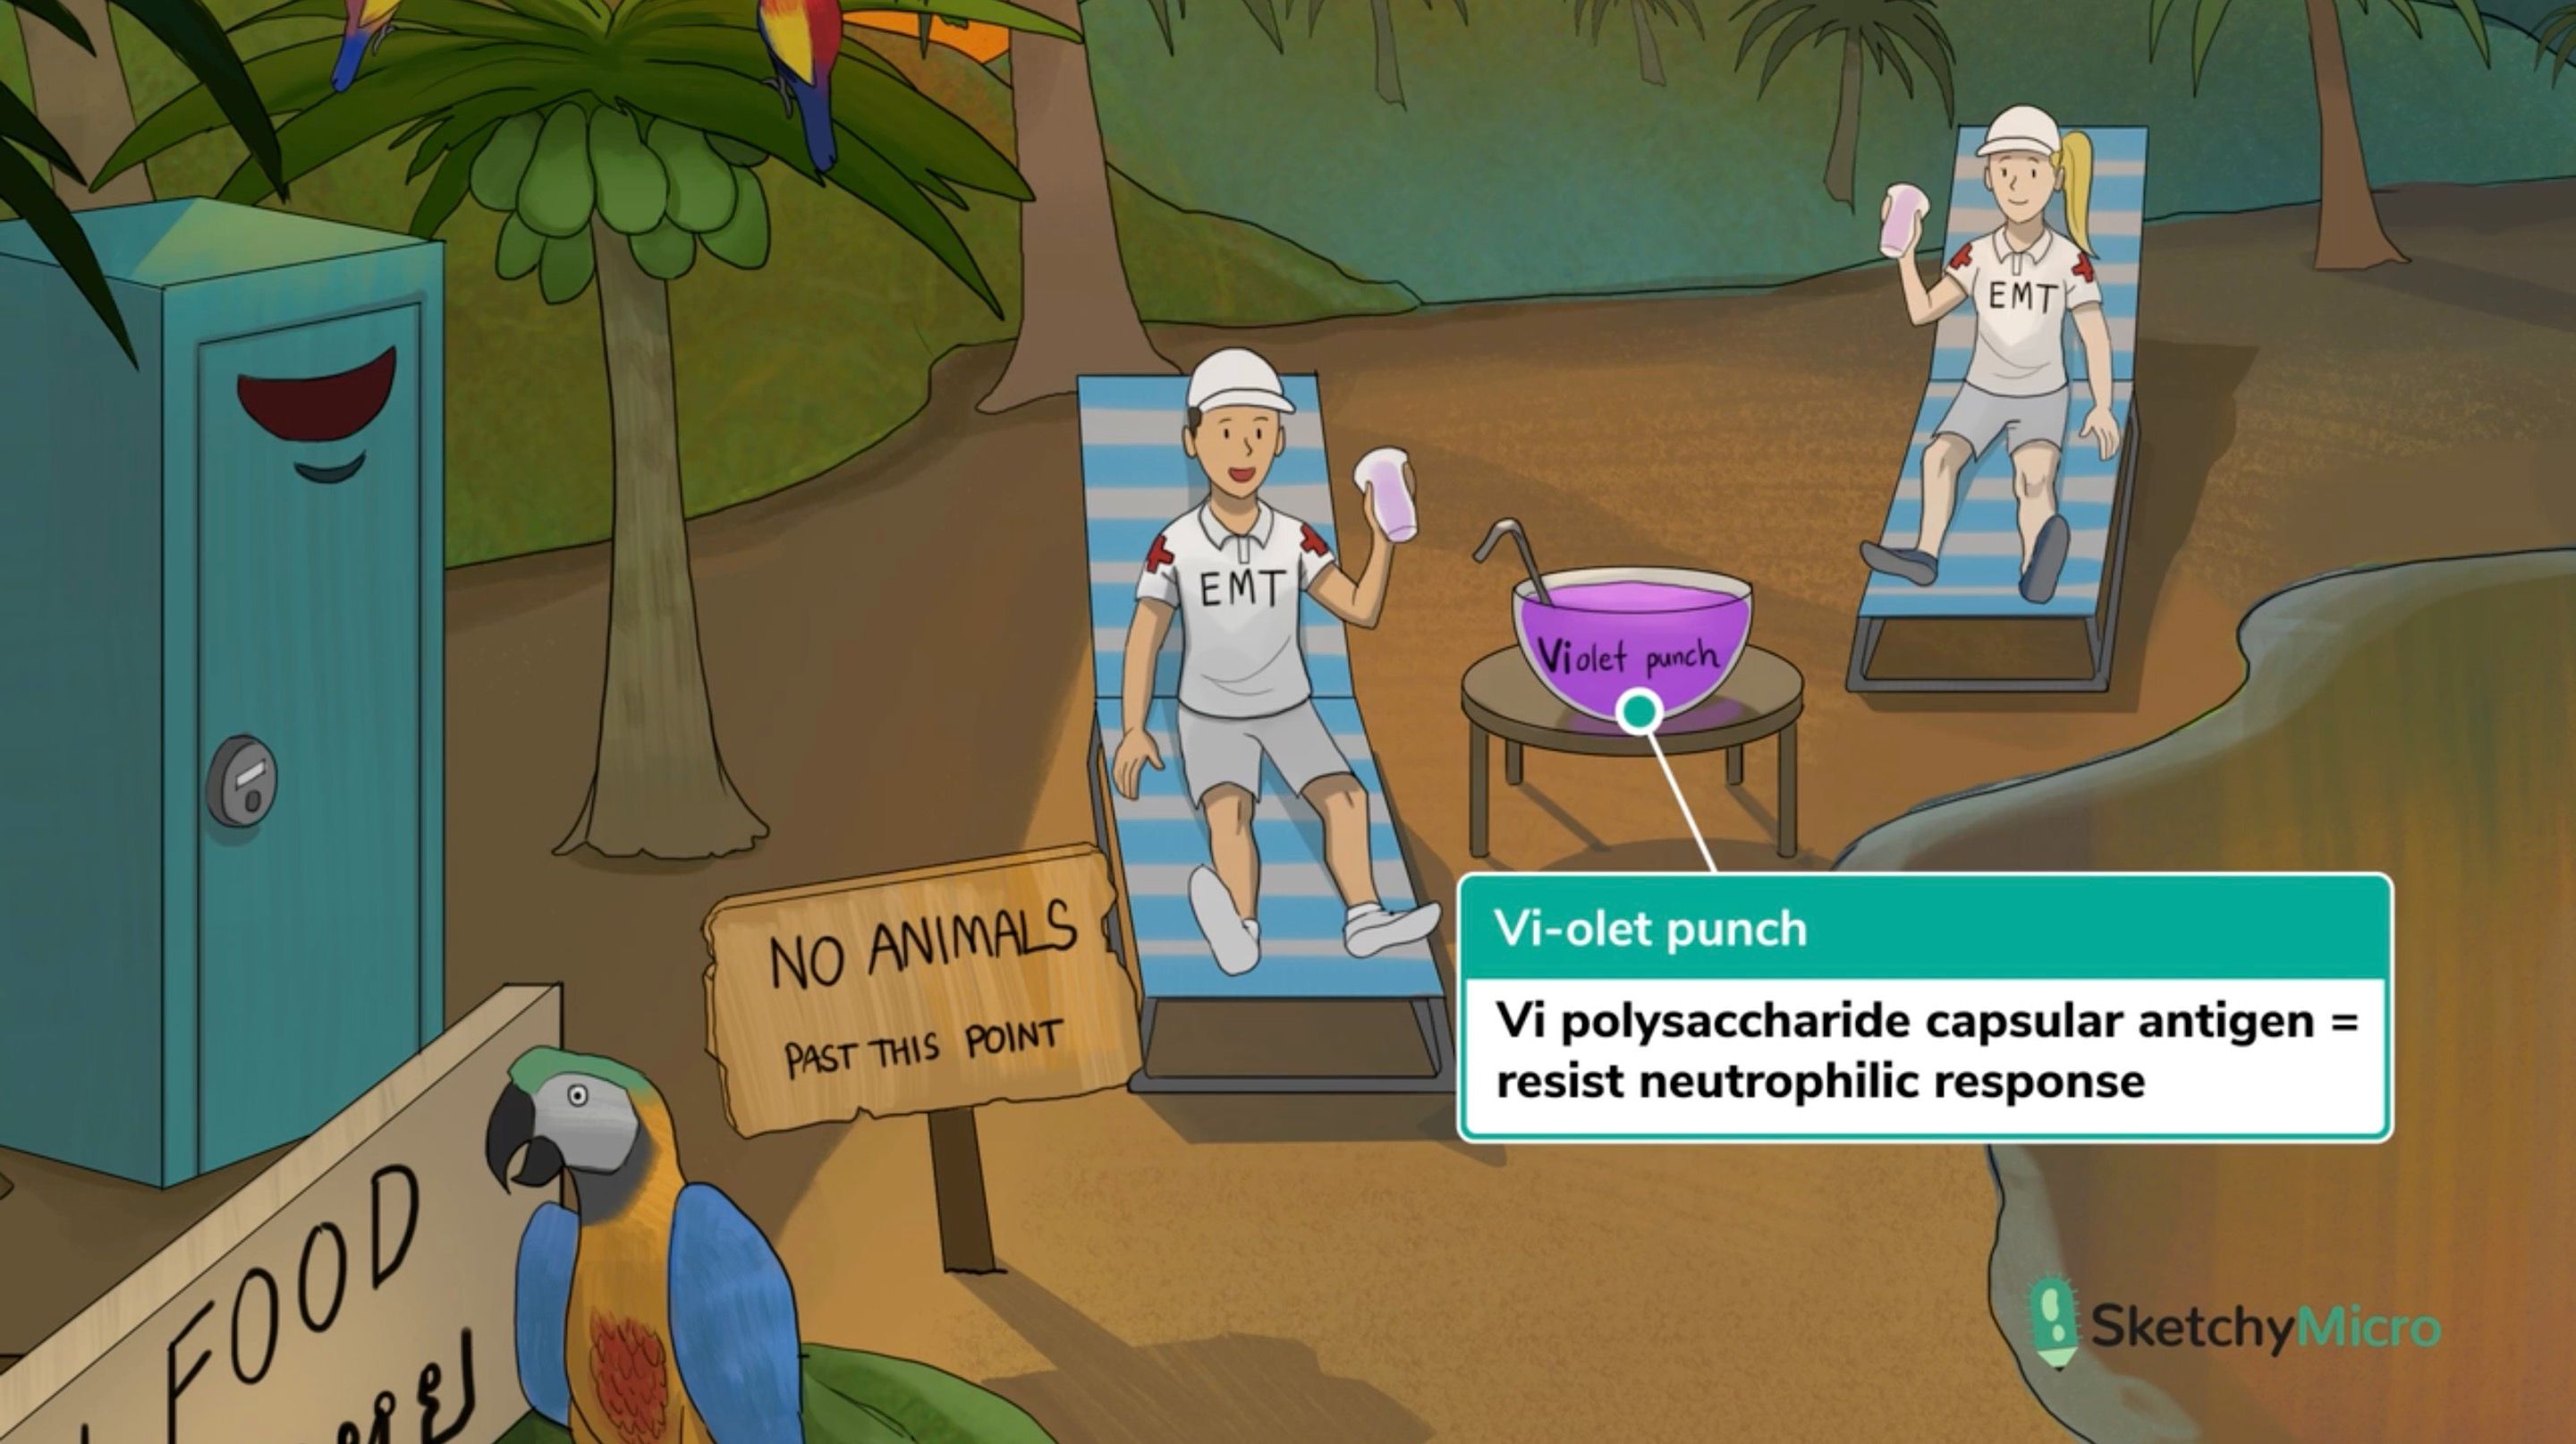 EMT
EMT
Violet punch
NO ANIMALS
PAST THIS POINT
Vi-olet punch
Vi polysaccharide capsular antigen =
resist neutrophilic response
FOOD
SketchyMicro